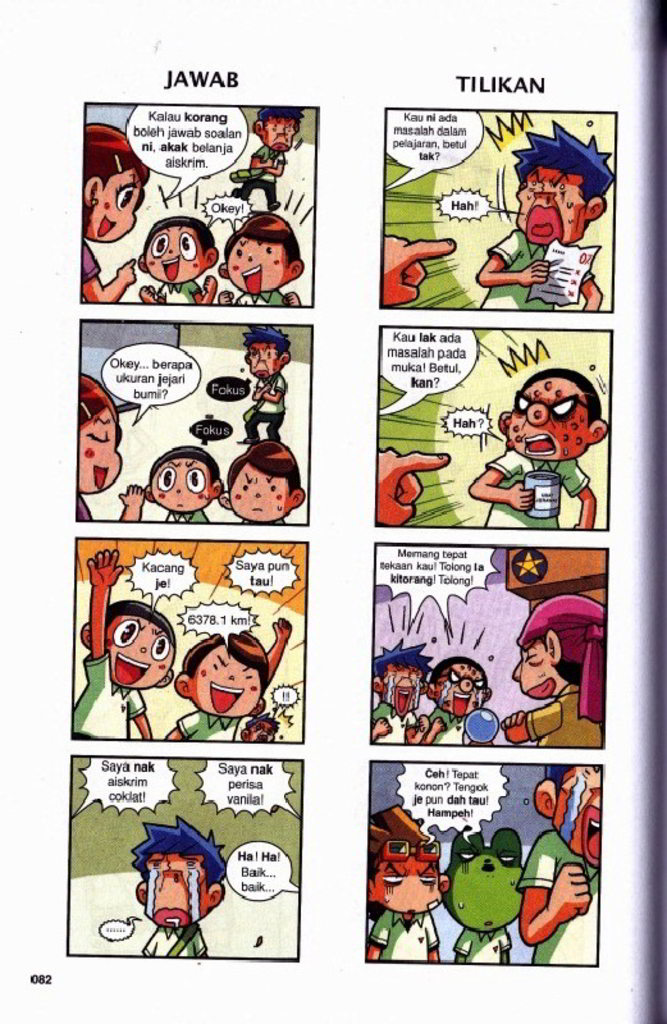 JAWAB
Kalau korang
boleh jawab soalan
ni, akak belanja
aiskrim.
Okey!
Okey... berapa
ukuran jejari
bumi?
Fokus
Fokus
Kacang
je!
Saya pun
tau!
6378.1 km!
!!!
Saya nak
aiskrim
coklat!
Saya nak
perisa
vanila!
Ha! Ha!
Baik...
baik...
......
TILIKAN
Kau ni ada
masalah dalam
pelajaran, betul
tak?
Hah!
Kau lak ada
masalah pada
muka! Betul,
kan?
Hah?
Memang tepat
tekaan kau! Tolong la
kitorang! Tolong!
Ceh! Tepat
konon? Tengok
je pun dah tau!
Hampeh!
082